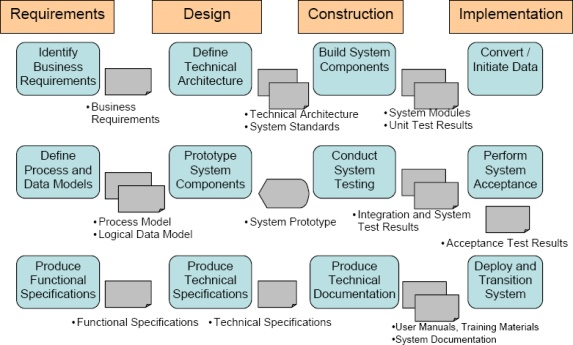 Requirements
Design
Construction
Implementation
Identify
Business
Requirements
Define
Technical
Architecture
Build System
Components
Convert /
Initiate Data
•Business
Requirements
•Technical Architecture
•System Standards
•System Modules
•Unit Test Results
Define
Process and
Data Models
Prototype
System
Components
Conduct
System
Testing
Perform
System
Acceptance
•Process Model
•Logical Data Model
•System Prototype
•Integration and System
Test Results
•Acceptance Test Results
Produce
Functional
Specifications
Produce
Technical
Specifications
Produce
Technical
Documentation
Deploy and
Transition
System
•Functional Specifications
•Technical Specifications
•User Manuals, Training Materials
•System Documentation